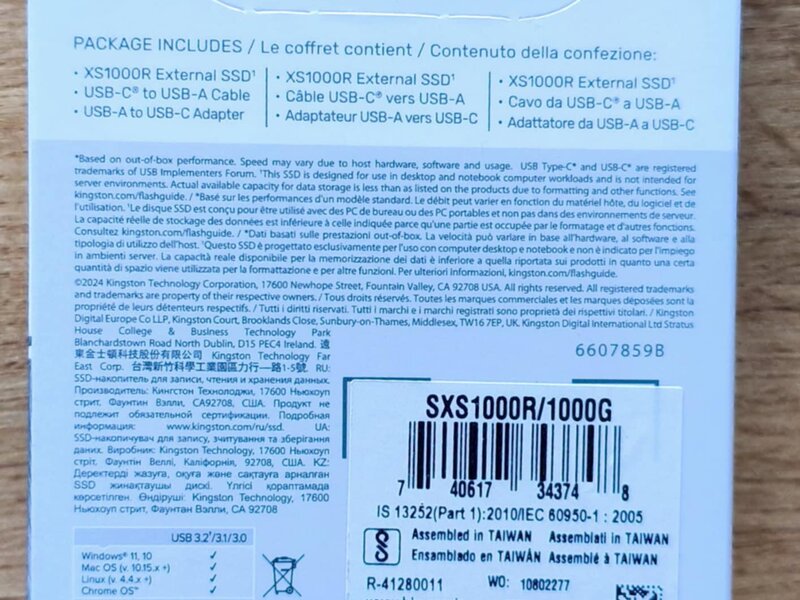 PACKAGE INCLUDES / Le coffret contient / Contenuto della confezione:
· XS1000R External SSD¹
· USB-C® to USB-A Cable
· USB-A to USB-C Adapter
· XS1000R External SSD¹
· Câble USB-C® vers USB-A
· Adaptateur USB-A vers USB-C
· XS1000R External SSD¹
· Cavo da USB-C® a USB-A
· Adattatore da USB-A a USB-C
*Based on out-of-box performance. Speed may vary due to host hardware, software and usage. USB Type-C® and USB-C® are registered
trademarks of USB Implementers Forum. ¹This SSD is designed for use in desktop and notebook computer workloads and is not intended for
server environments. Actual available capacity for data storage is less than as listed on the products due to formatting and other functions. See
kingston.com/flashguide. / *Basé sur les performances d'un modèle standard. Le débit peut varier en fonction du matériel hôte, du logiciel et de
l'utilisation. ¹Le disque SSD est conçu pour être utilisé avec des PC de bureau ou des PC portables et non pas dans des environnements de serveur.
La capacité réelle de stockage des données est inférieure à celle indiquée parce qu'une partie est occupée par le formatage et d'autres fonctions.
Consultez kingston.com/flashguide. / *Dati basati sulle prestazioni out-of-box. La velocità può variare in base all'hardware, al software e alla
tipologia di utilizzo dell'host. ¹Questo SSD è progettato esclusivamente per l'uso con computer desktop e notebook e non è indicato per l'impiego
in ambienti server. La capacità reale disponibile per la memorizzazione dei dati è inferiore a quella riportata sui prodotti in quanto una certa
quantità di spazio viene utilizzata per la formattazione e per altre funzioni. Per ulteriori informazioni, kingston.com/flashguide.
©2024 Kingston Technology Corporation, 17600 Newhope Street, Fountain Valley, CA 92708 USA. All rights reserved. All registered trademarks
and trademarks are property of their respective owners. / Tous droits réservés. Toutes les marques commerciales et les marques déposées sont la
propriété de leurs détenteurs respectifs. / Tutti i diritti riservati. Tutti i marchi e i marchi registrati sono proprietà dei rispettivi titolari. / Kingston
Digital Europe Co LLP, Kingston Court, Brooklands Close, Sunbury-on-Thames, Middlesex, TW16 7EP, UK. Kingston Digital International Ltd Stratus
House College & Business Technology Park
Blanchardstown Road North Dublin, D15 PEC4 Ireland. 遠
東金士頓科技股份有限公司 Kingston Technology Far
East Corp. 台灣新竹科學工業園區力行一路1-5號. RU:
SSD-накопитель для записи, чтения и хранения данных.
Производитель: Кингстон Технолоджи, 17600 Ньюхоуп
стрит, Фаунтин Вэлли, CA92708, США. Продукт не
подлежит обязательной сертификации. Подробная
информация: www.kingston.com/ru/ssd. UA:
SSD-накопичувач для запису, зчитування та зберігання
даних. Виробник: Kingston Technology, 17600 Ньюхоуп
стріт, Фаунтін Веллі, Каліфорнія, 92708, США. KZ:
Деректерді жазуға, оқуға және сақтауға арналған
SSD жинақтаушы дискі. Үлгісі қораптамада
көрсетілген. Өндіруші: Kingston Technology, 17600
Ньюхоуп стрит, Фаунтан Вэлли, CA 92708
6607859B
SXS1000R/1000G
7 40617 34374 8
IS 13252(Part 1):2010/IEC 60950-1 : 2005
Assembled in TAIWAN Assemblati in TAIWAN
Ensamblado en TAIWÁN Assemblé à TAIWAN
R-41280011 WO: 10802277
USB 3.2¹/3.1/3.0
Windows® 11, 10 ✓
Mac OS (v. 10.15.x +) ✓
Linux (v. 4.4.x +) ✓
Chrome OS™ ✓